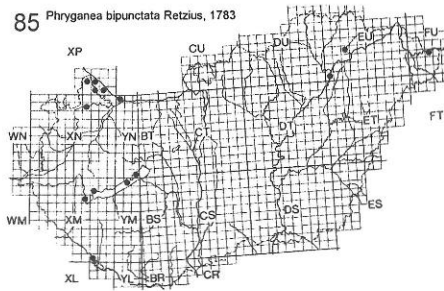 85 Phryganea bipunctata Retzius, 1783
XP CU DU EU FU
WN XN YN BT CT DT ET FT
WM XM YM BS CS DS ES
XL YL BR CR